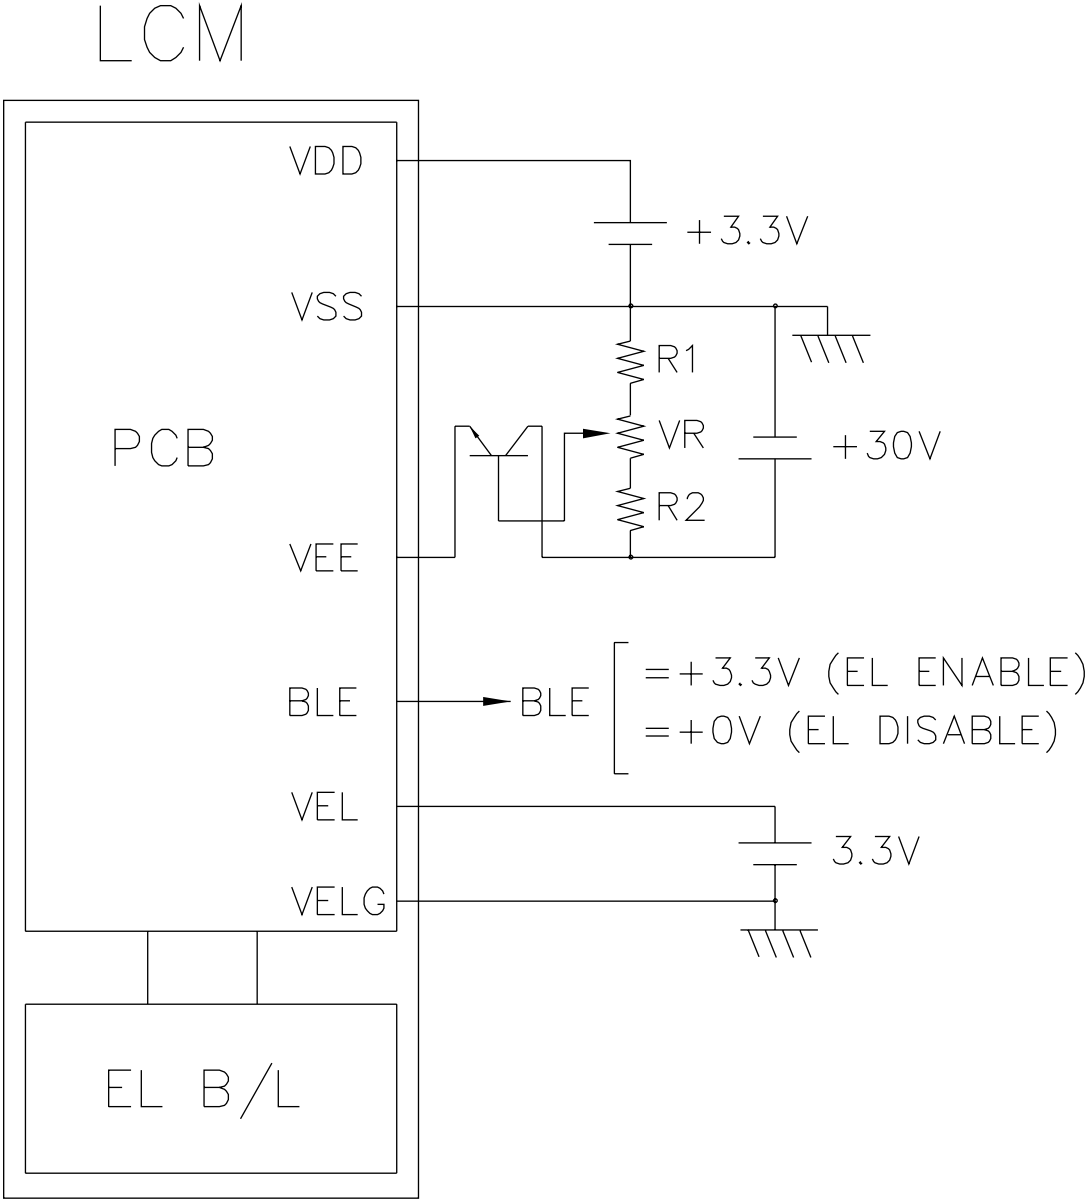 LCM
VDD
+3.3V
VSS
R1
PCB
VR
+30V
R2
VEE
BLE
BLE
=+3.3V (EL ENABLE)
=+0V (EL DISABLE)
VEL
3.3V
VELG
EL B/L